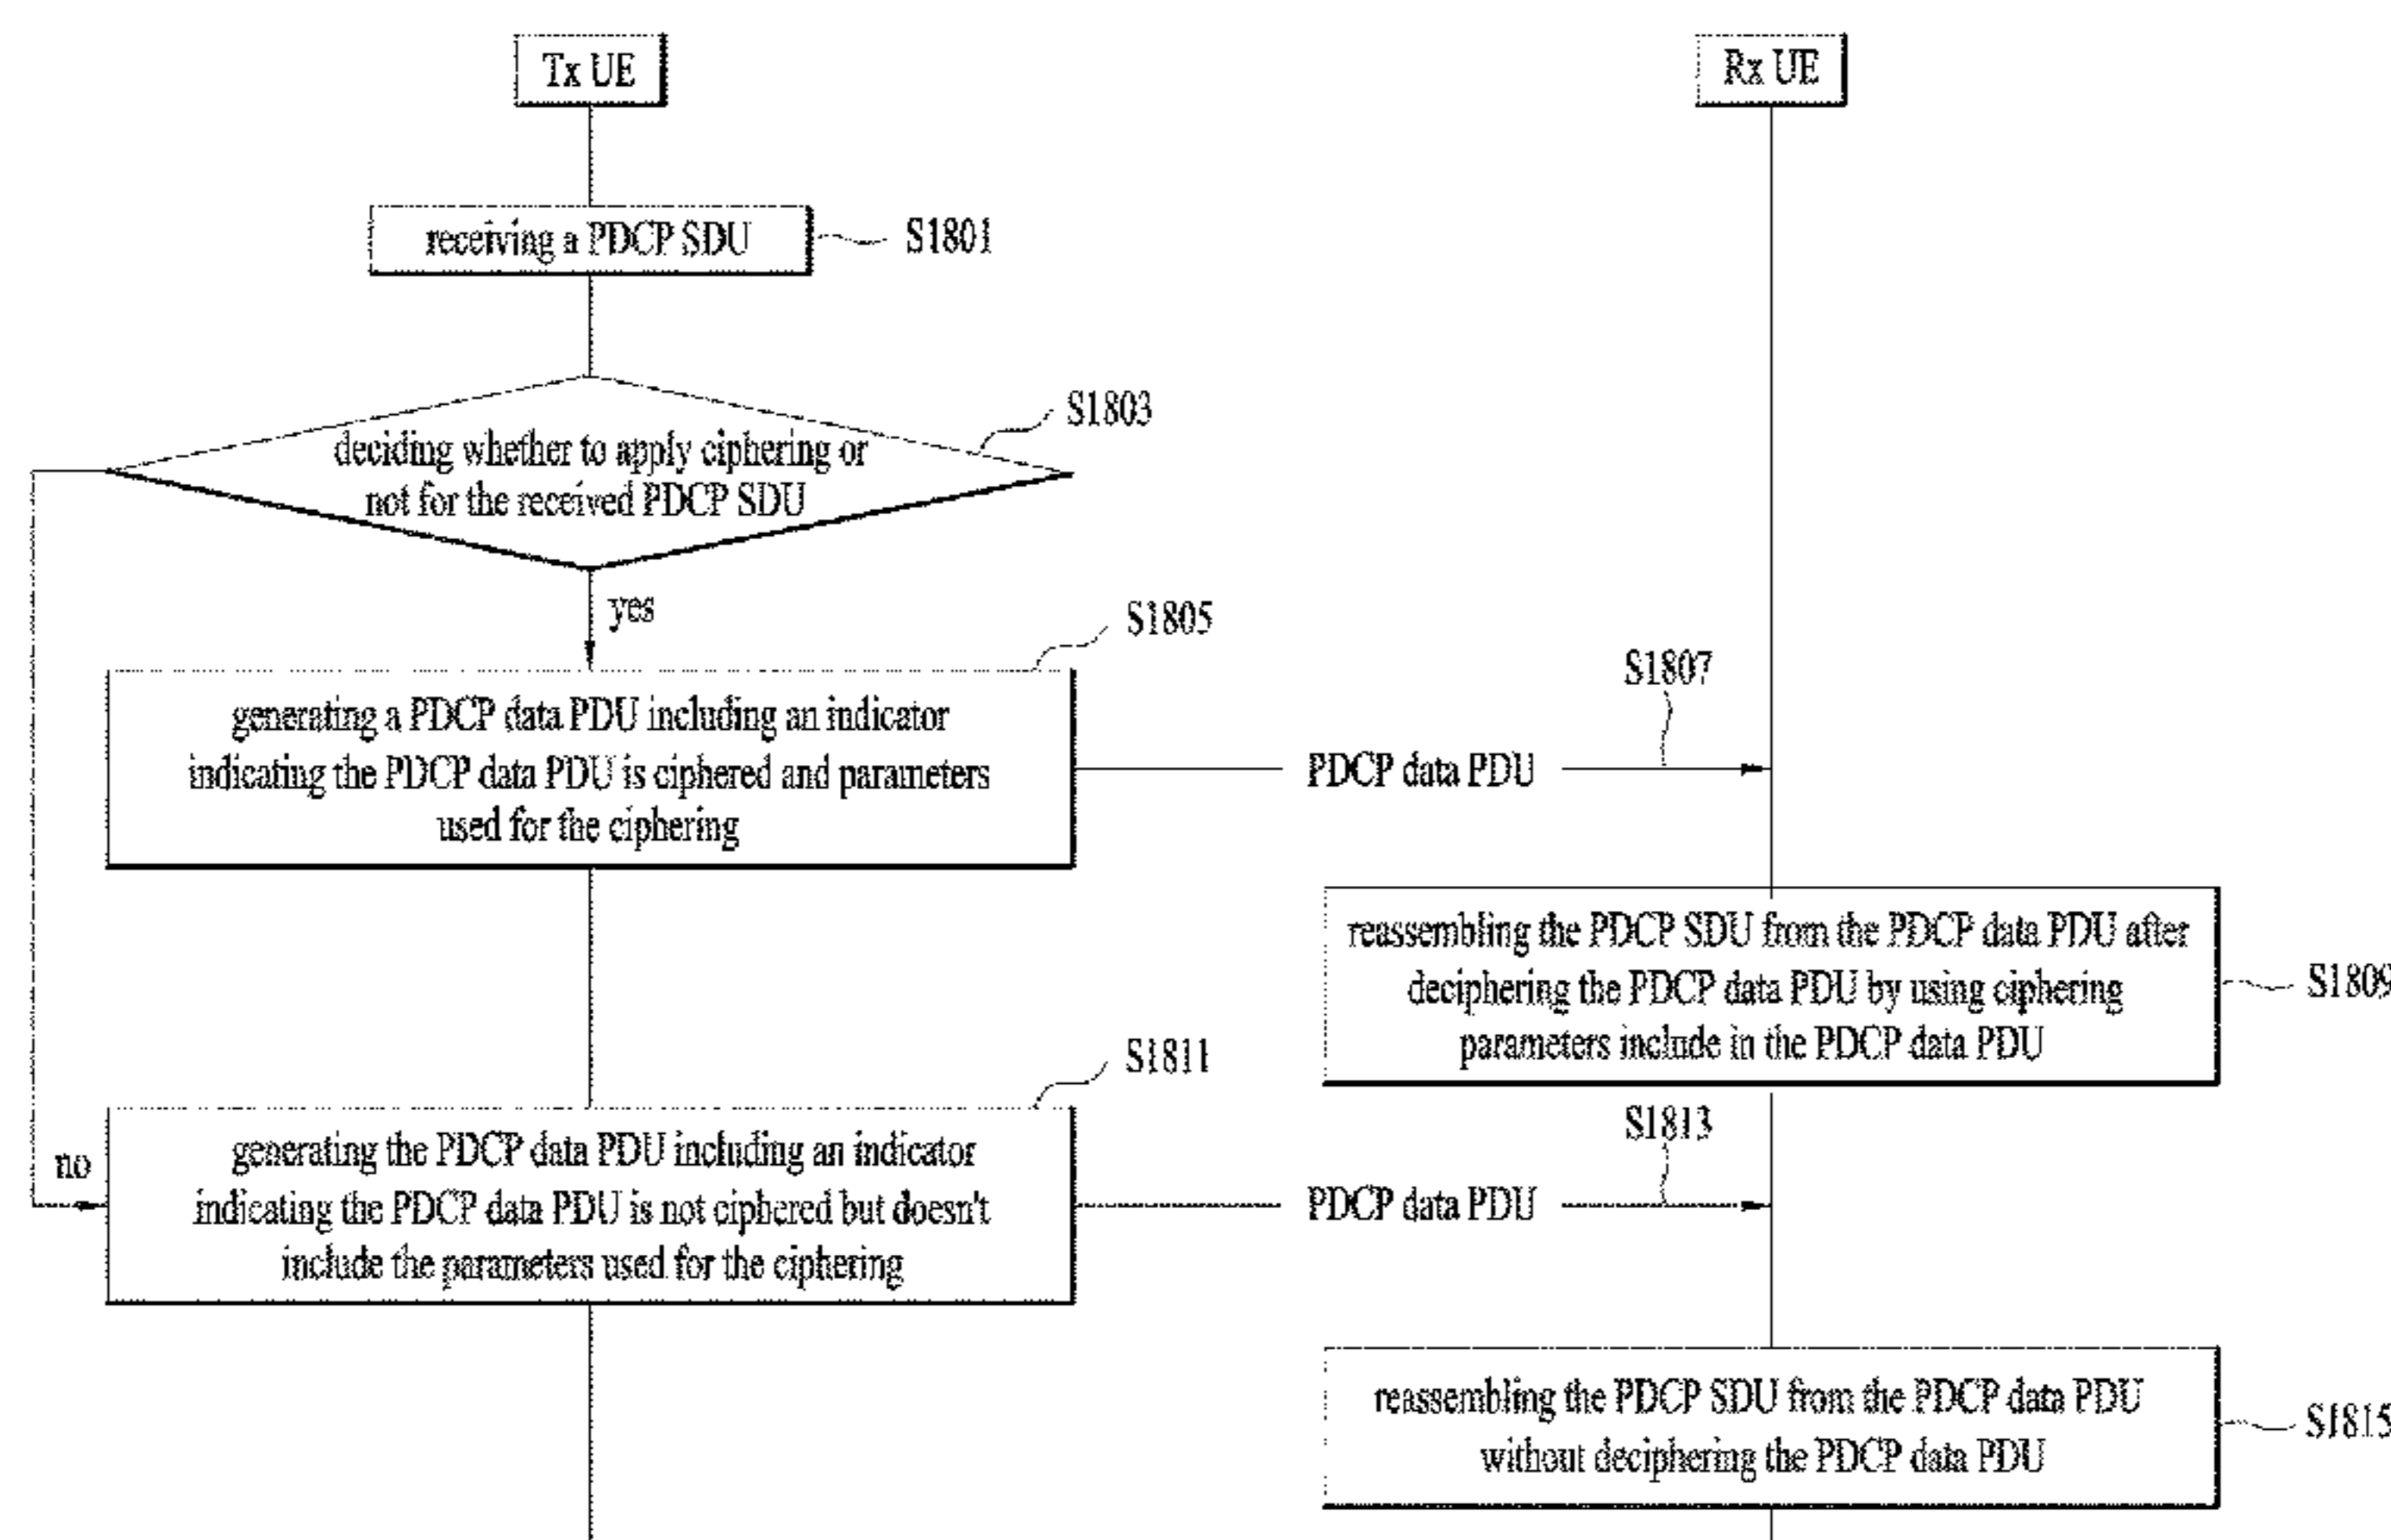 Tx UE
Rx UE
receiving a PDCP SDU
S1801
S1803
deciding whether to apply ciphering or
not for the received PDCP SDU
yes
S1805
generating a PDCP data PDU including an indicator
indicating the PDCP data PDU is ciphered and parameters
used for the ciphering
S1807
PDCP data PDU
reassembling the PDCP SDU from the PDCP data PDU after
deciphering the PDCP data PDU by using ciphering
parameters include in the PDCP data PDU
S1809
S1811
no
generating the PDCP data PDU including an indicator
indicating the PDCP data PDU is not ciphered but doesn't
include the parameters used for the ciphering
S1813
PDCP data PDU
reassembling the PDCP SDU from the PDCP data PDU
without deciphering the PDCP data PDU
S1815